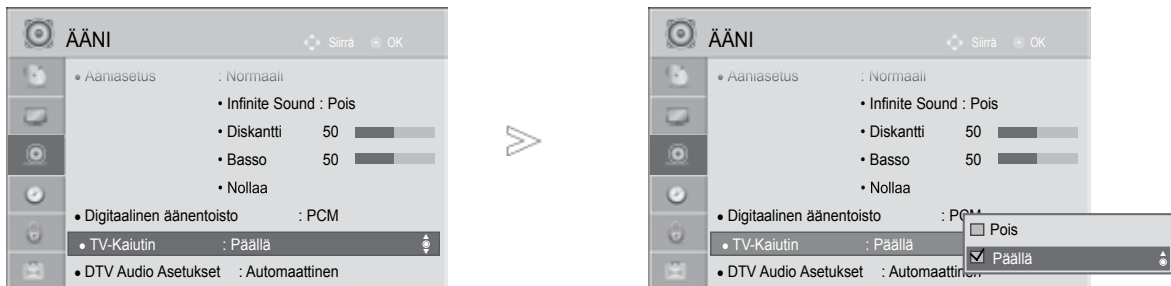 ÄÄNI Siirrä OK
• Ääniasetus : Normaali
• Infinite Sound : Pois
• Diskantti 50
• Basso 50
• Nollaa
• Digitaalinen äänentoisto : PCM
• TV-Kaiutin : Päällä
• DTV Audio Asetukset : Automaattinen
ÄÄNI Siirrä OK
• Ääniasetus : Normaali
• Infinite Sound : Pois
• Diskantti 50
• Basso 50
• Nollaa
• Digitaalinen äänentoisto : PCM
• TV-Kaiutin : Päällä
• DTV Audio Asetukset : Automaattinen
Pois
Päällä